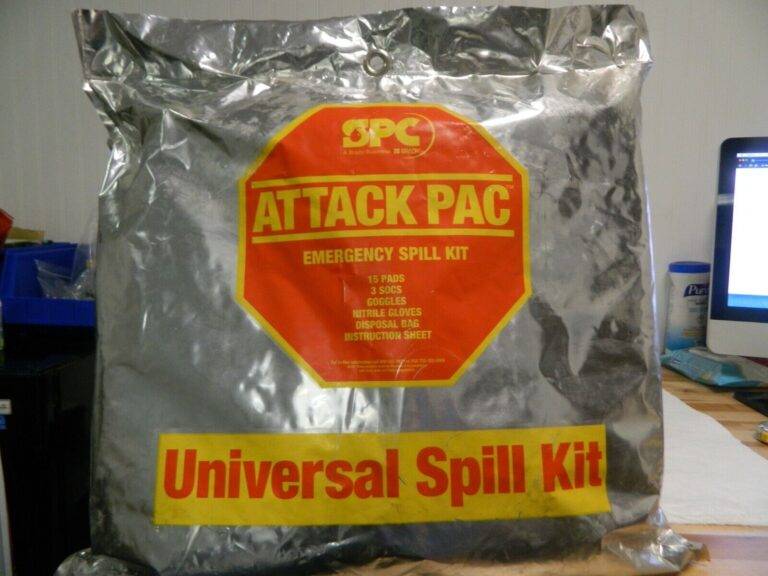 SPC
ATTACK PAC™
EMERGENCY SPILL KIT
15 PADS
3 SOCS
GOGGLES
NITRILE GLOVES
DISPOSAL BAG
INSTRUCTION SHEET
Universal Spill Kit